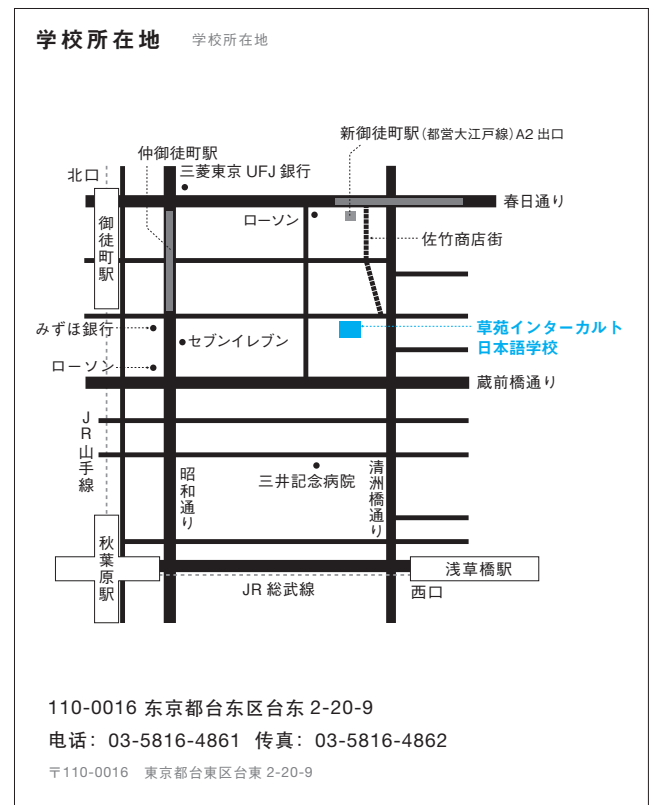 学校所在地 学校所在地
新御徒町駅(都営大江戸線)A2 出口
仲御徒町駅
三菱東京 UFJ 銀行
北口
春日通り
ローソン
御徒町駅
佐竹商店街
みずほ銀行
セブンイレブン
草苑インターカルト
日本語学校
ローソン
蔵前橋通り
JR山手線
昭和通り
三井記念病院
清洲橋通り
秋葉原駅
浅草橋駅
JR 総武線
西口
110-0016 东京都台东区台东 2-20-9
电话：03-5816-4861 传真：03-5816-4862
〒110-0016 東京都台東区台東 2-20-9